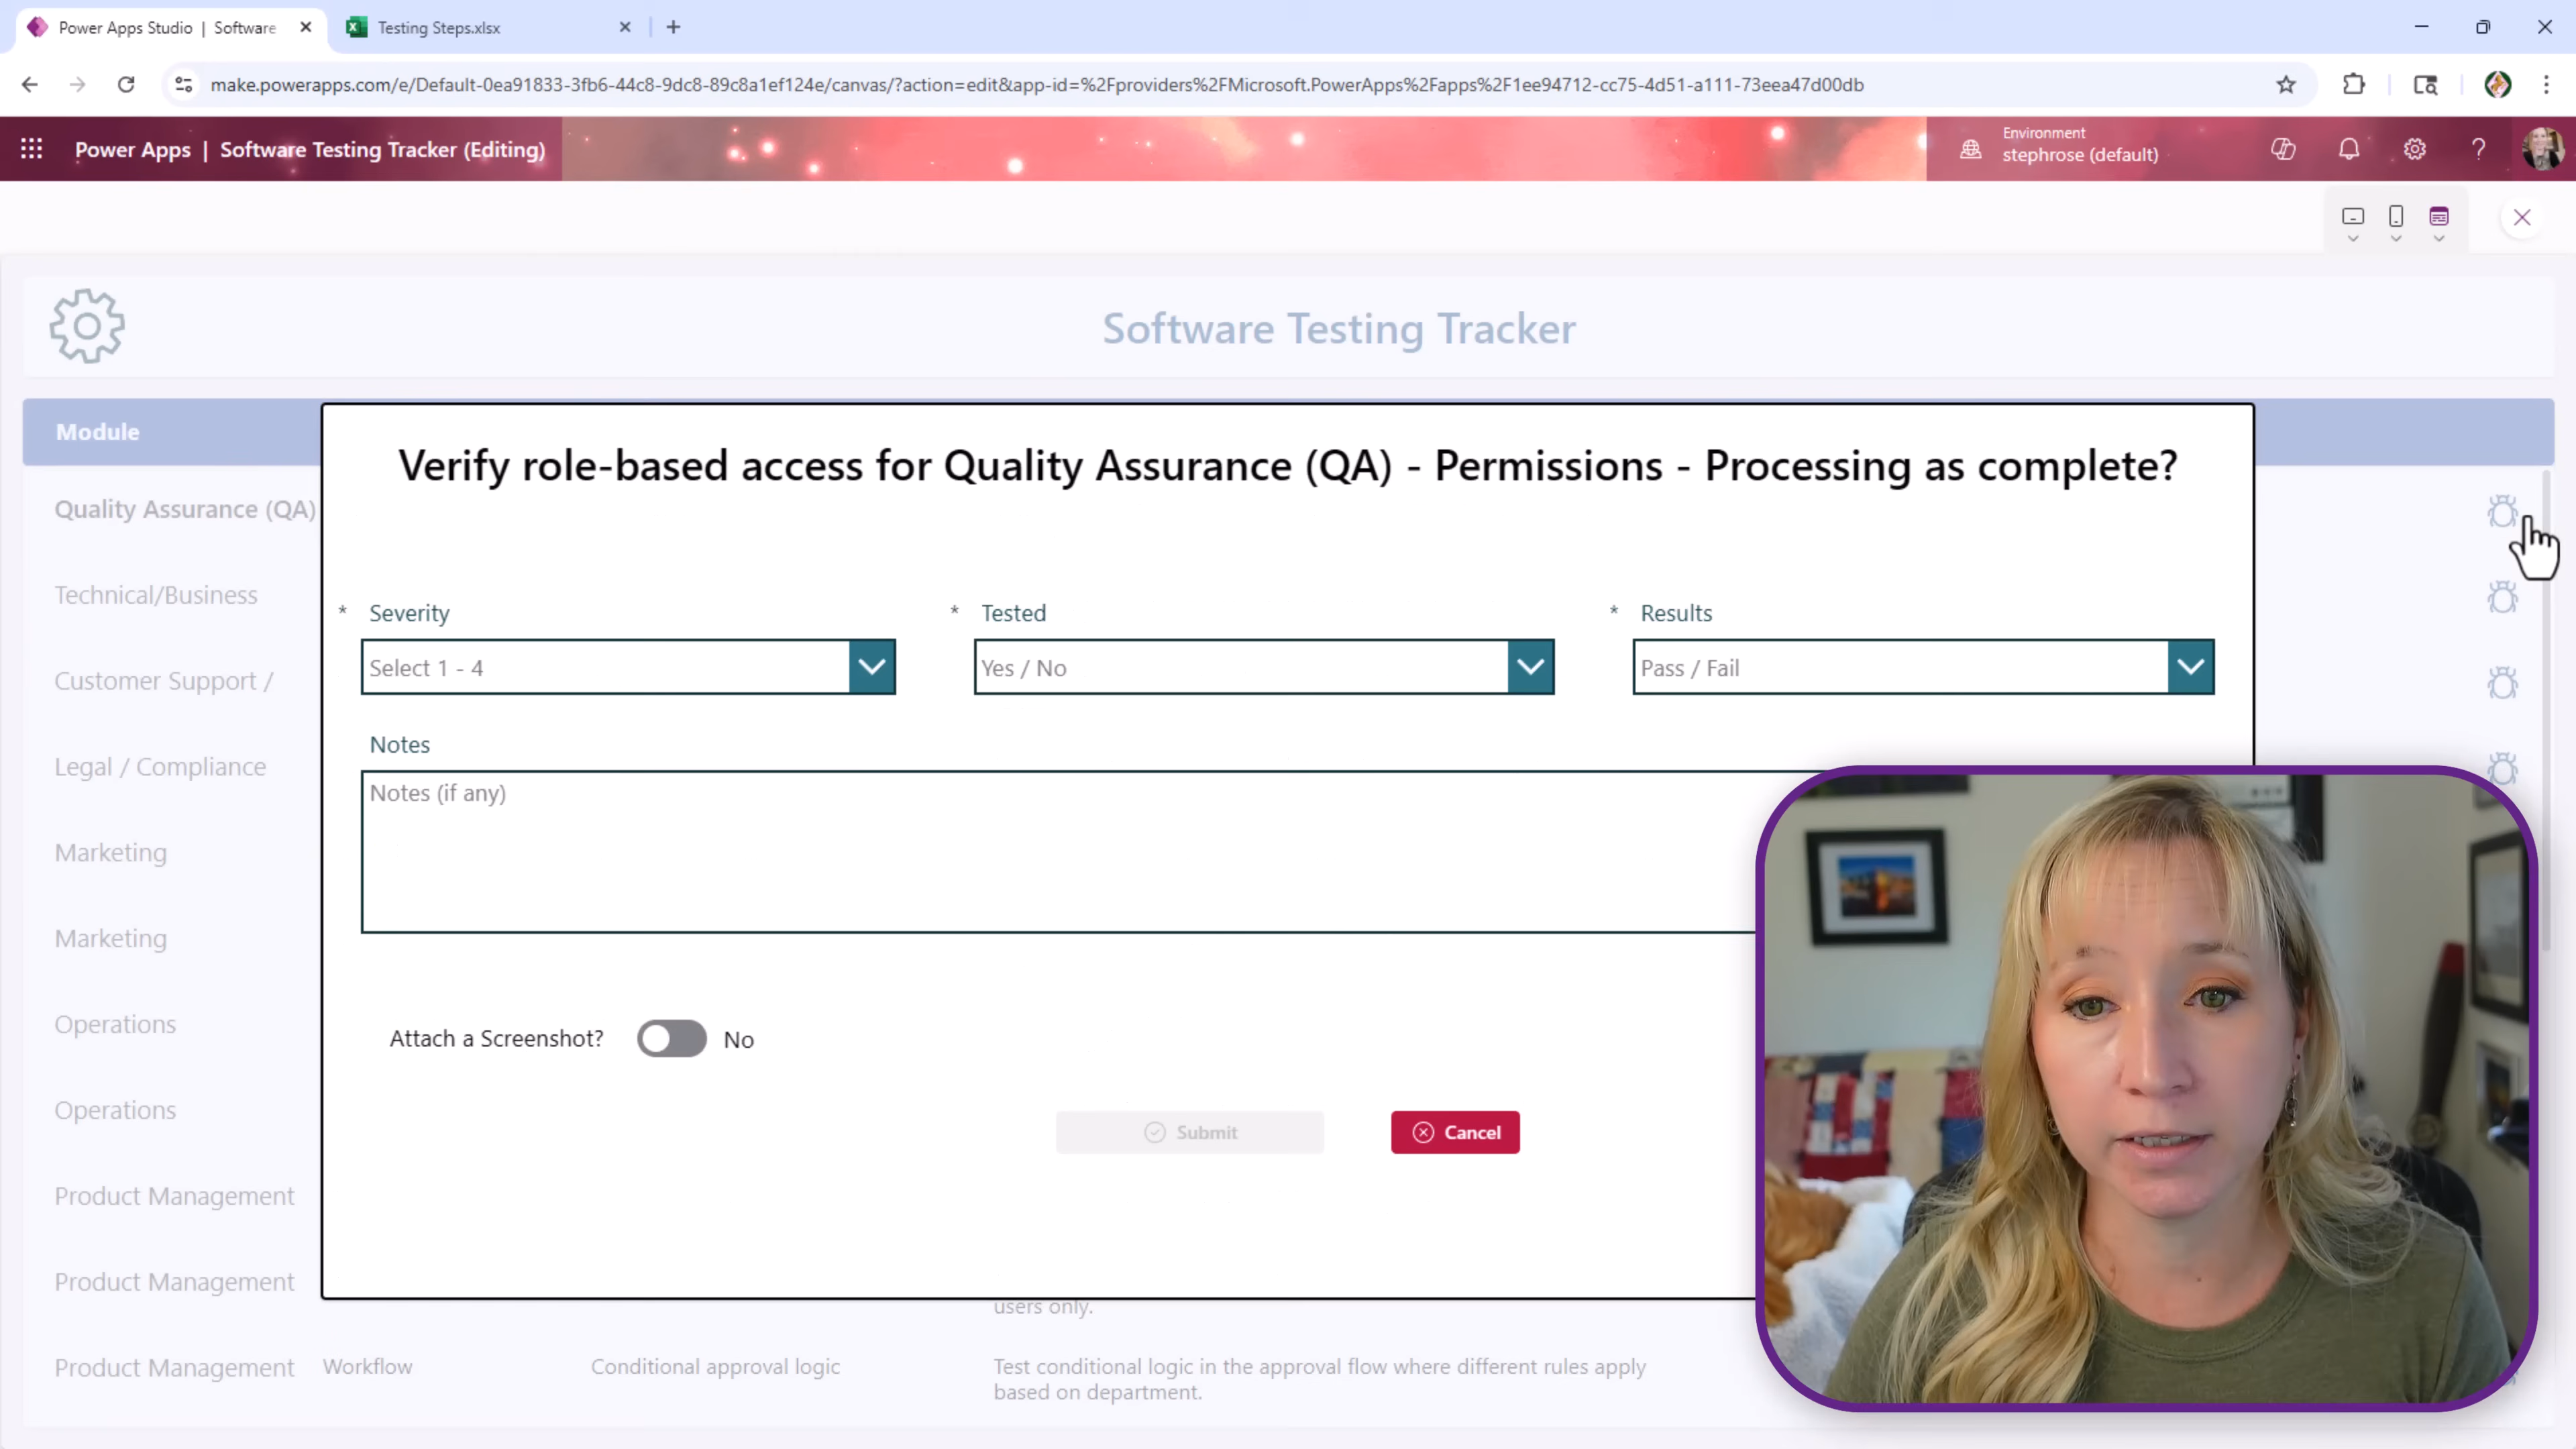 Power Apps Studio | Software
Testing Steps.xlsx
make.powerapps.com/e/Default-0ea91833-3fb6-44c8-9dc8-89c8a1ef124e/canvas/?action=edit&app-id=%2Fproviders%2FMicrosoft.PowerApps%2Fapps%2F1ee94712-cc75-4d51-a111-73eea47d00db
Power Apps | Software Testing Tracker (Editing)
Environment
stephrose (default)
Software Testing Tracker
Module
Verify role-based access for Quality Assurance (QA) - Permissions - Processing as complete?
Quality Assurance (QA)
Technical/Business
* Severity * Tested * Results
Select 1 - 4 Yes / No Pass / Fail
Customer Support /
Notes
Legal / Compliance
Notes (if any)
Marketing
Marketing
Operations
Attach a Screenshot? No
Operations
Submit Cancel
Product Management
Product Management
users only.
Product Management Workflow Conditional approval logic Test conditional logic in the approval flow where different rules apply
based on department.